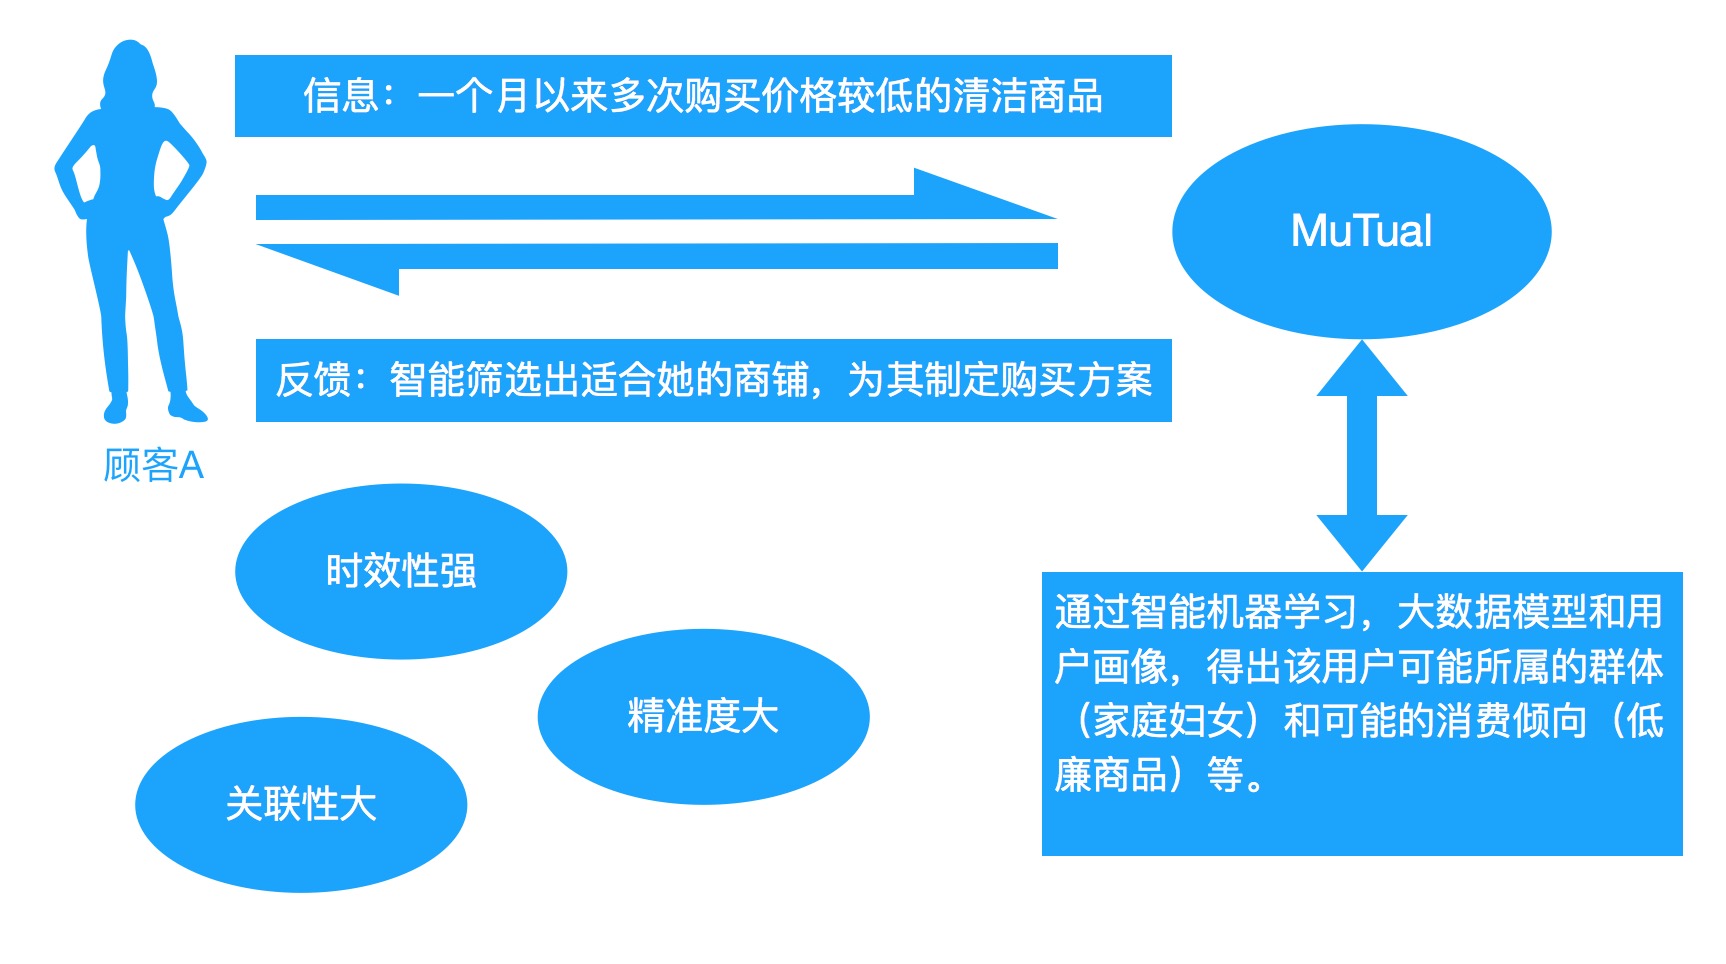 信息：一个月以来多次购买价格较低的清洁商品
MuTual
反馈：智能筛选出适合她的商铺，为其制定购买方案
顾客A
时效性强
精准度大
关联性大
通过智能机器学习，大数据模型和用
户画像，得出该用户可能所属的群体
（家庭妇女）和可能的消费倾向（低
廉商品）等。